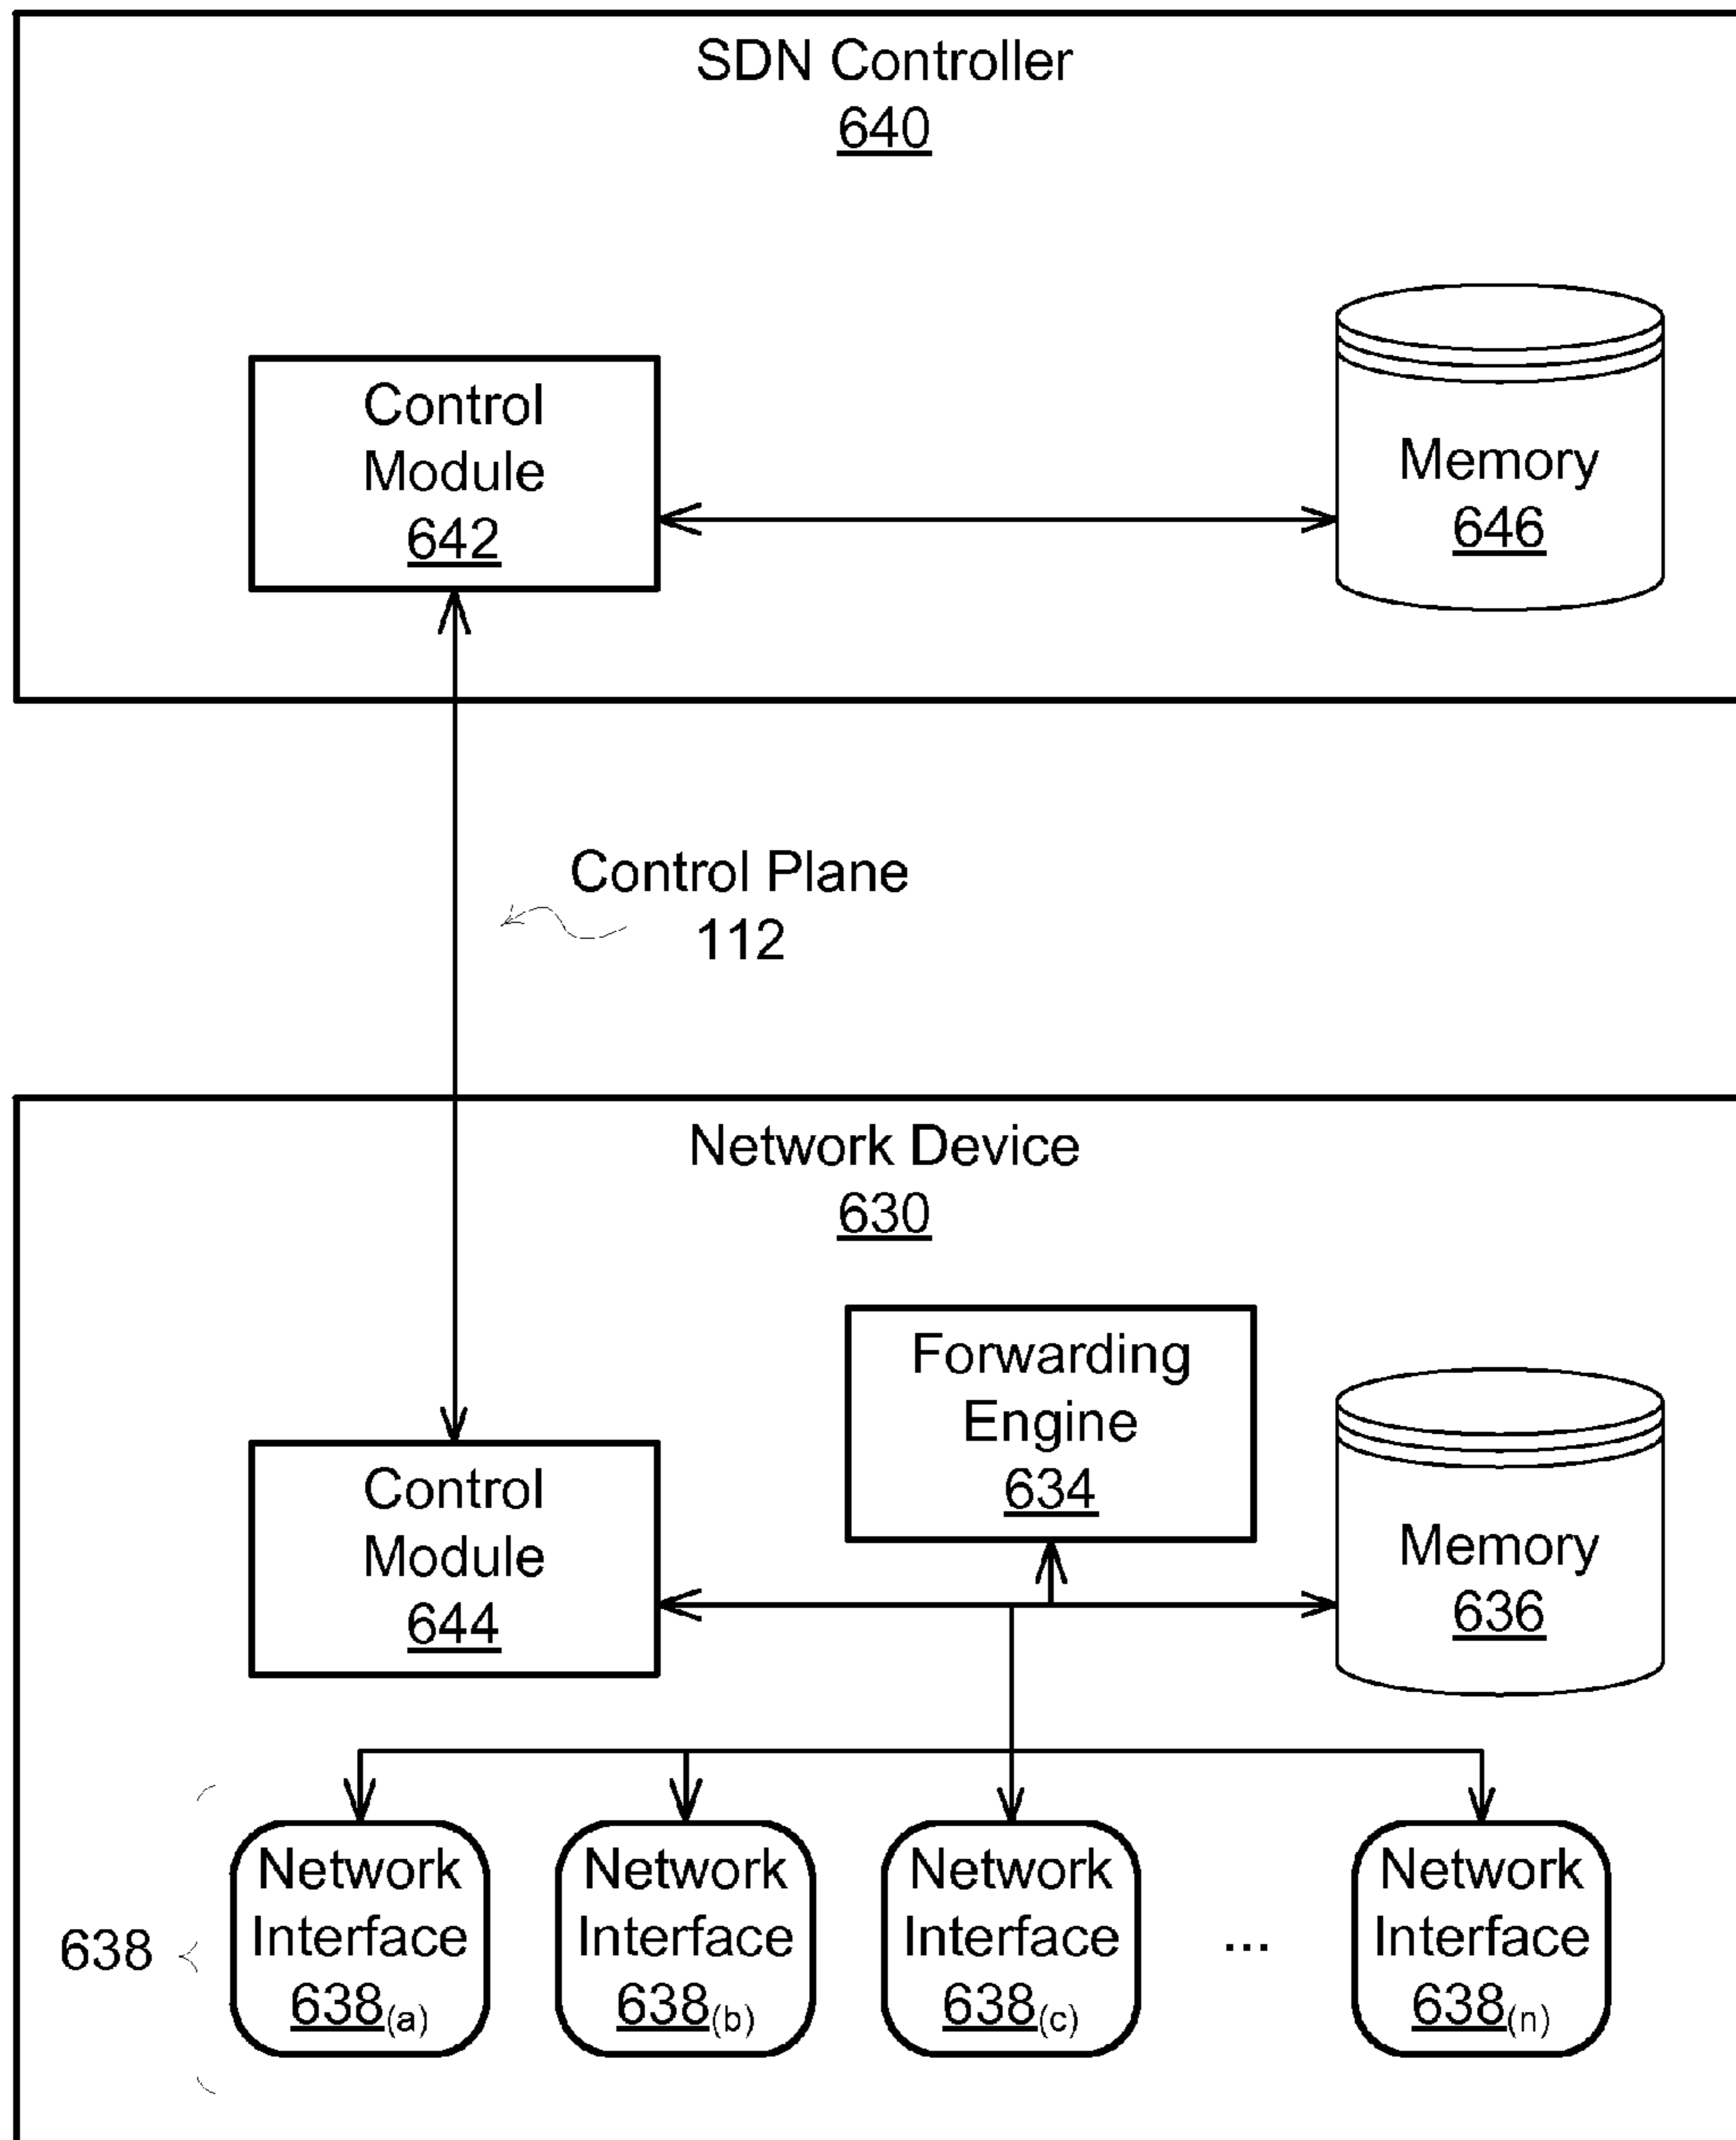 SDN Controller
640
Control
Module
642
Memory
646
Control Plane
112
Network Device
630
Forwarding
Engine
634
Control
Module
644
Memory
636
638
Network
Interface
638(a)
Network
Interface
638(b)
Network
Interface
638(c)
...
Network
Interface
638(n)